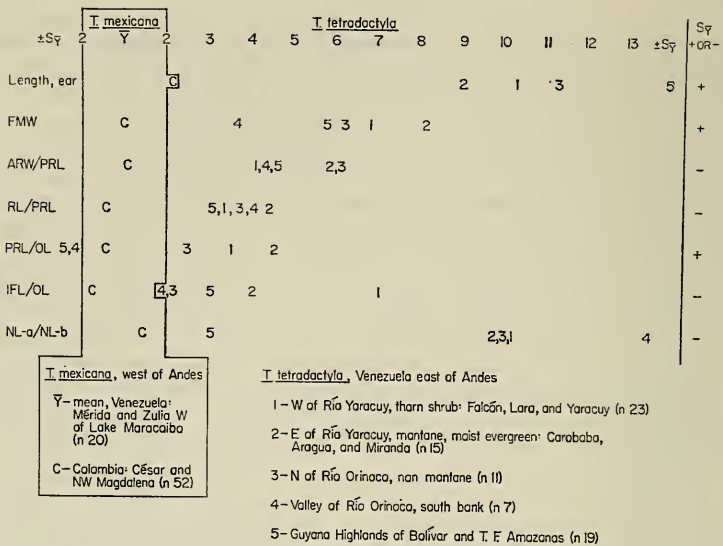 T. mexicana
T. tetradactyla
S Y̅
±SY̅ 2 Y̅ 2 3 4 5 6 7 8 9 10 11 12 13 ±SY̅ +OR-
Length, ear C 2 1 3 5 +
FMW C 4 5 3 1 2 +
ARW/PRL C 1,4,5 2,3 -
RL/PRL C 5,1,3,4 2 -
PRL/OL 5,4 C 3 1 2 +
IFL/OL C 4,3 5 2 1 -
NL-a/NL-b C 5 2,3,1 4 -
T. mexicana, west of Andes
Y̅-mean, Venezuela:
Mérida and Zulia W
of Lake Maracaibo
(n 20)
C-Colombia: César and
NW Magdalena (n 52)
T. tetradactyla, Venezuela east of Andes
1-W of Río Yaracuy, thorn shrub: Falcón, Lara, and Yaracuy (n 23)
2-E of Río Yaracuy, montane, moist evergreen: Carobobo,
Aragua, and Miranda (n 15)
3-N of Río Orinoco, non montane (n 11)
4-Valley of Río Orinoco, south bank (n 7)
5-Guyana Highlands of Bolívar and T. F. Amazonas (n 19)